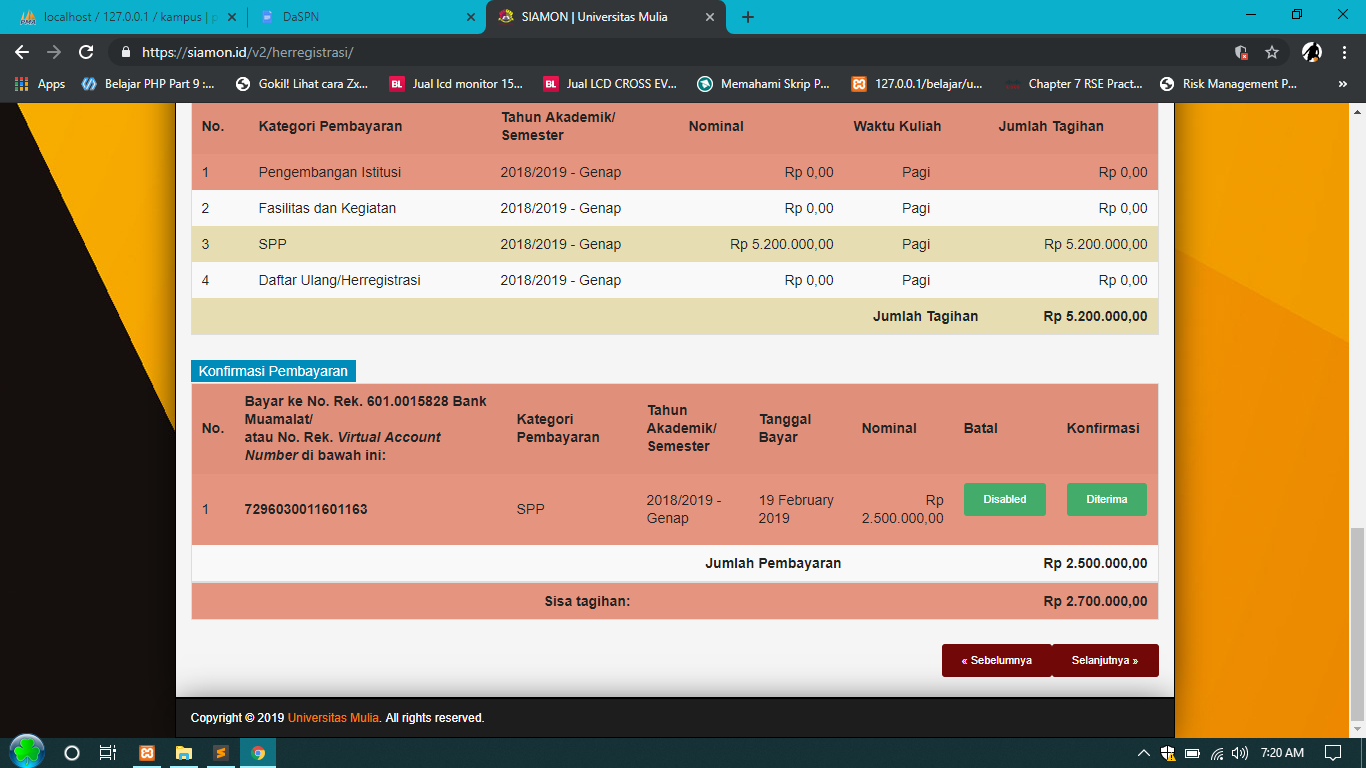 localhost / 127.0.0.1 / kampus | p
DaSPN
SIAMON | Universitas Mulia
https://siamon.id/v2/herregistrasi/
Apps
Belajar PHP Part 9 :...
Gokil! Lihat cara Zx...
BL Jual lcd monitor 15...
BL Jual LCD CROSS EV...
Memahami Skrip P...
127.0.0.1/belajar/u...
Chapter 7 RSE Pract...
Risk Management P...
»
No. Kategori Pembayaran Tahun Akademik/ Semester Nominal Waktu Kuliah Jumlah Tagihan
1 Pengembangan Istitusi 2018/2019 - Genap Rp 0,00 Pagi Rp 0,00
2 Fasilitas dan Kegiatan 2018/2019 - Genap Rp 0,00 Pagi Rp 0,00
3 SPP 2018/2019 - Genap Rp 5.200.000,00 Pagi Rp 5.200.000,00
4 Daftar Ulang/Herregistrasi 2018/2019 - Genap Rp 0,00 Pagi Rp 0,00
Jumlah Tagihan Rp 5.200.000,00
Konfirmasi Pembayaran
No.
Bayar ke No. Rek. 601.0015828 Bank
Muamalat/
atau No. Rek. Virtual Account
Number di bawah ini:
Kategori
Pembayaran
Tahun
Akademik/
Semester
Tanggal
Bayar
Nominal
Batal
Konfirmasi
1
7296030011601163
SPP
2018/2019 -
Genap
19 February
2019
Rp
2.500.000,00
Disabled
Diterima
Jumlah Pembayaran Rp 2.500.000,00
Sisa tagihan: Rp 2.700.000,00
« Sebelumnya
Selanjutnya »
Copyright © 2019 Universitas Mulia. All rights reserved.
7:20 AM